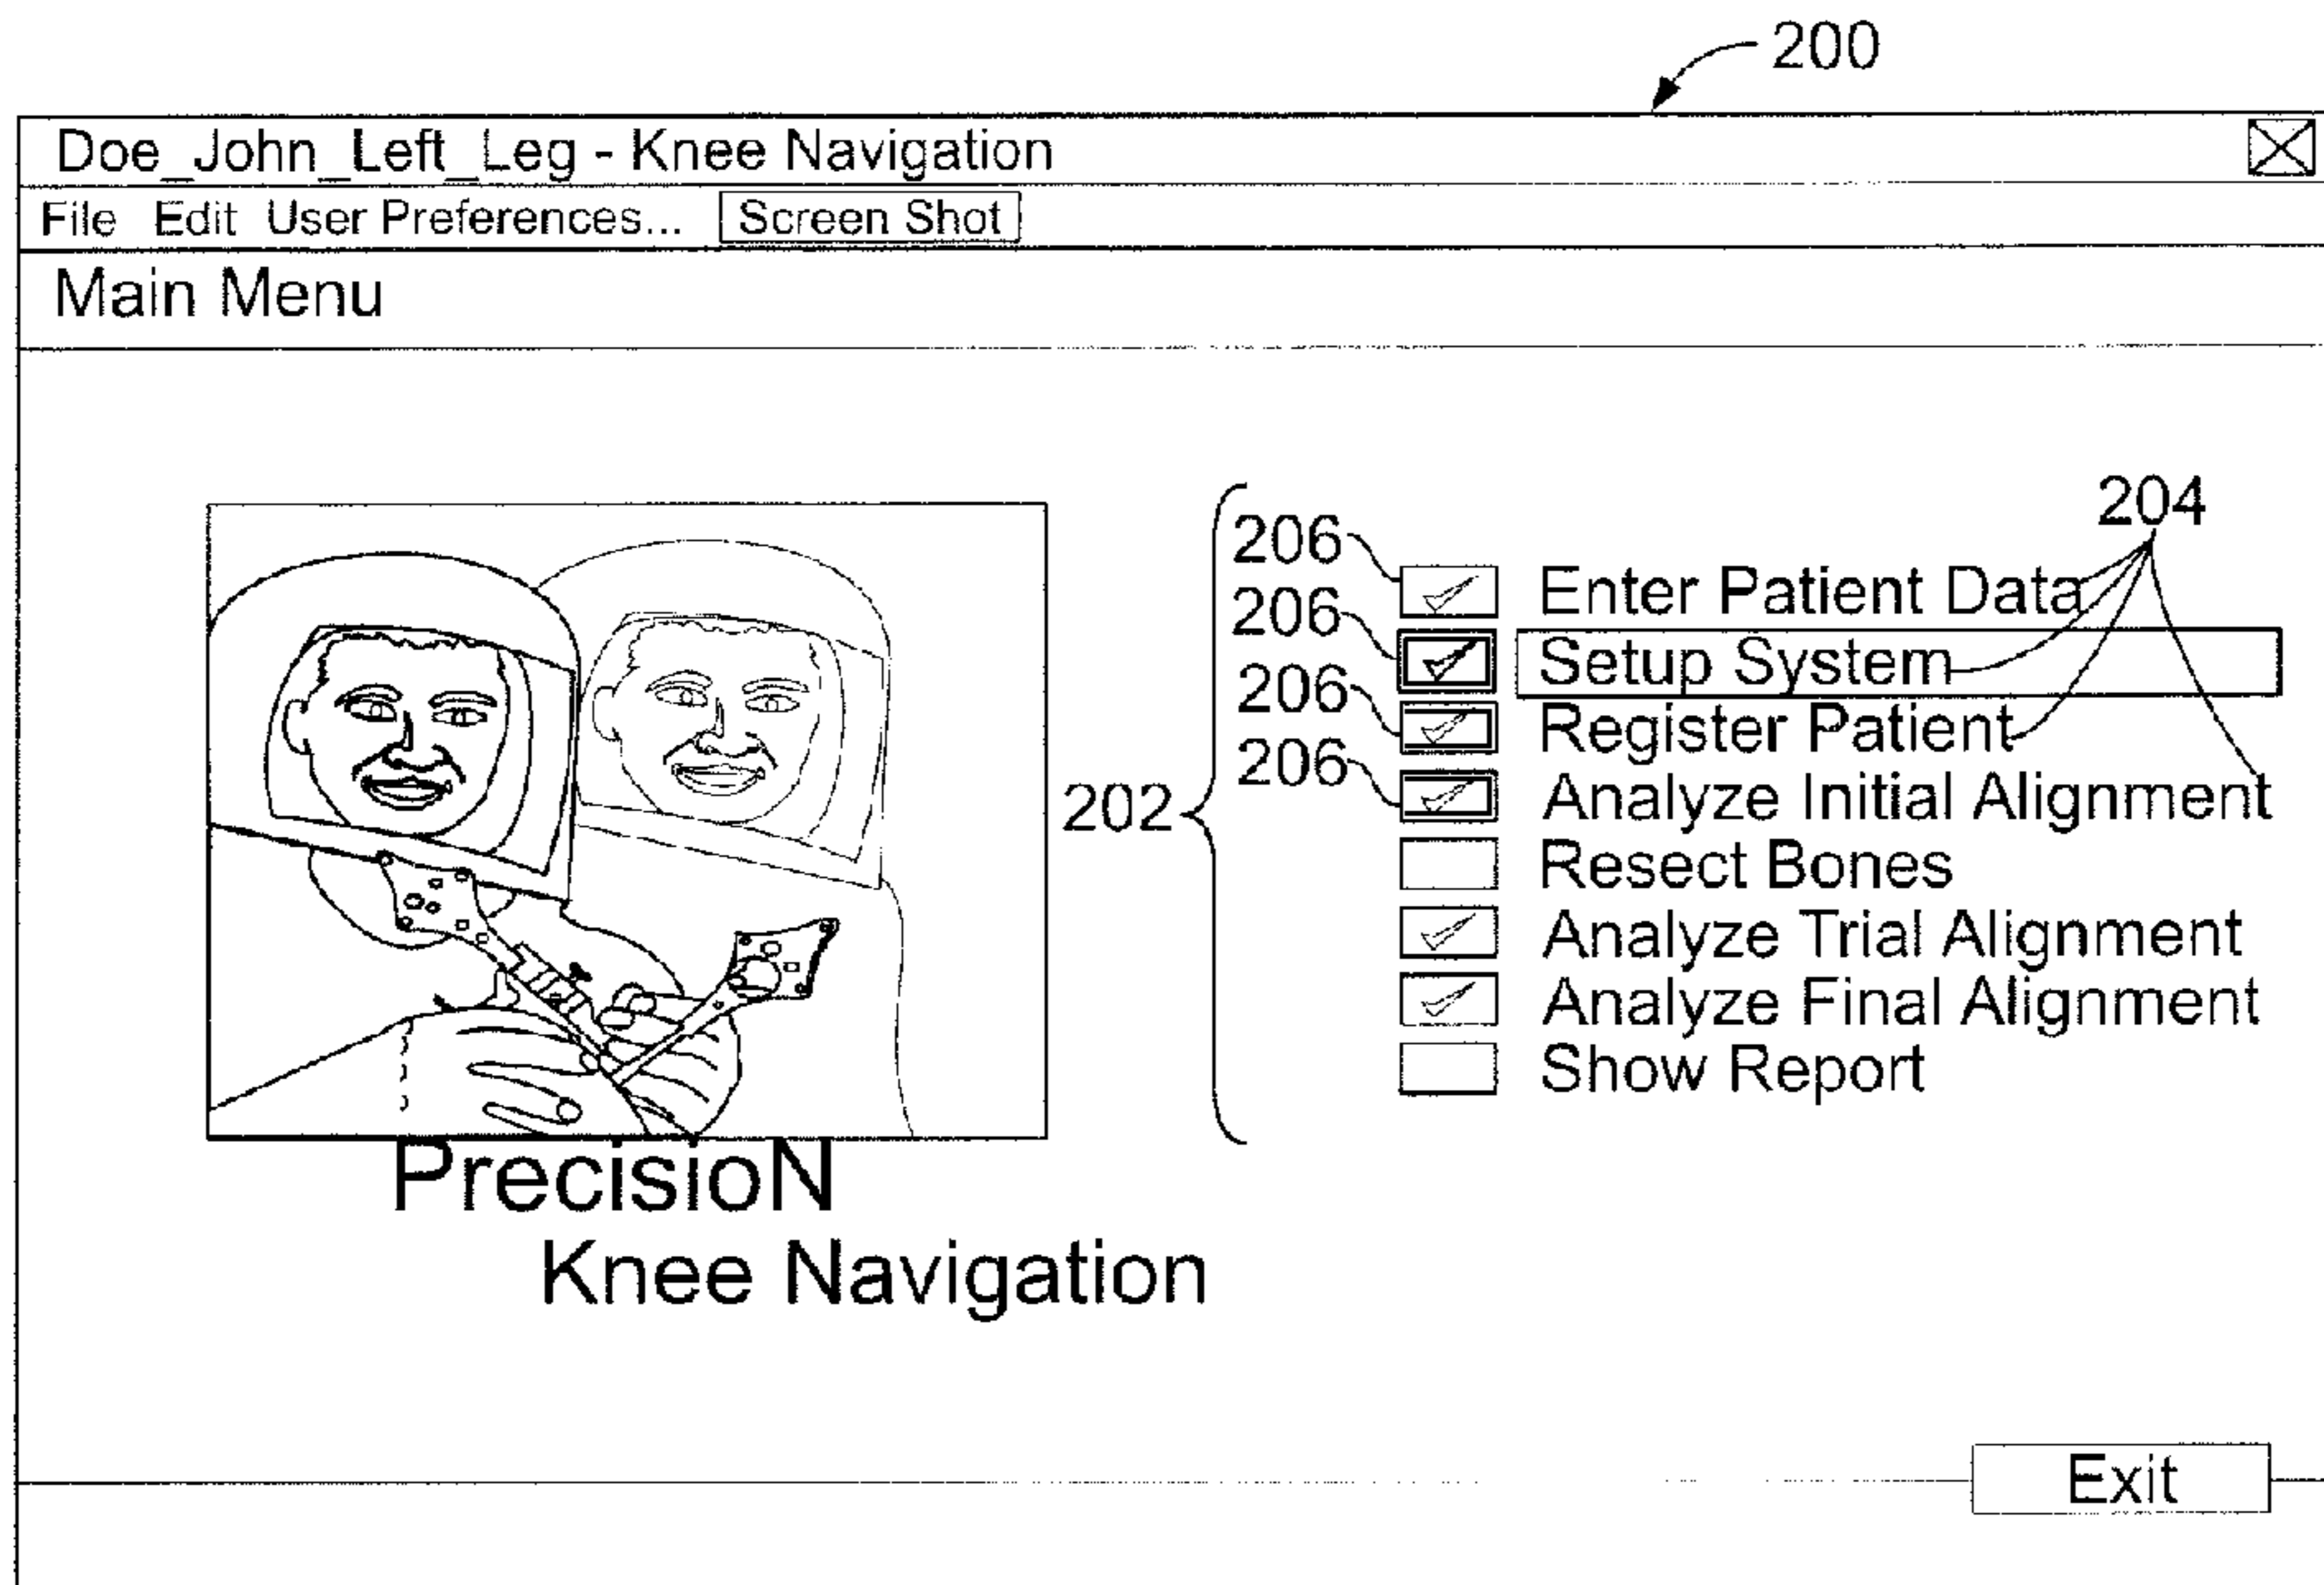 200
Doe_John_Left_Leg - Knee Navigation
File Edit User Preferences... Screen Shot
Main Menu
204
206 Enter Patient Data
206 Setup System
206 Register Patient
206 Analyze Initial Alignment
202
Resect Bones
Analyze Trial Alignment
Analyze Final Alignment
Show Report
PrecisioN
Knee Navigation
Exit